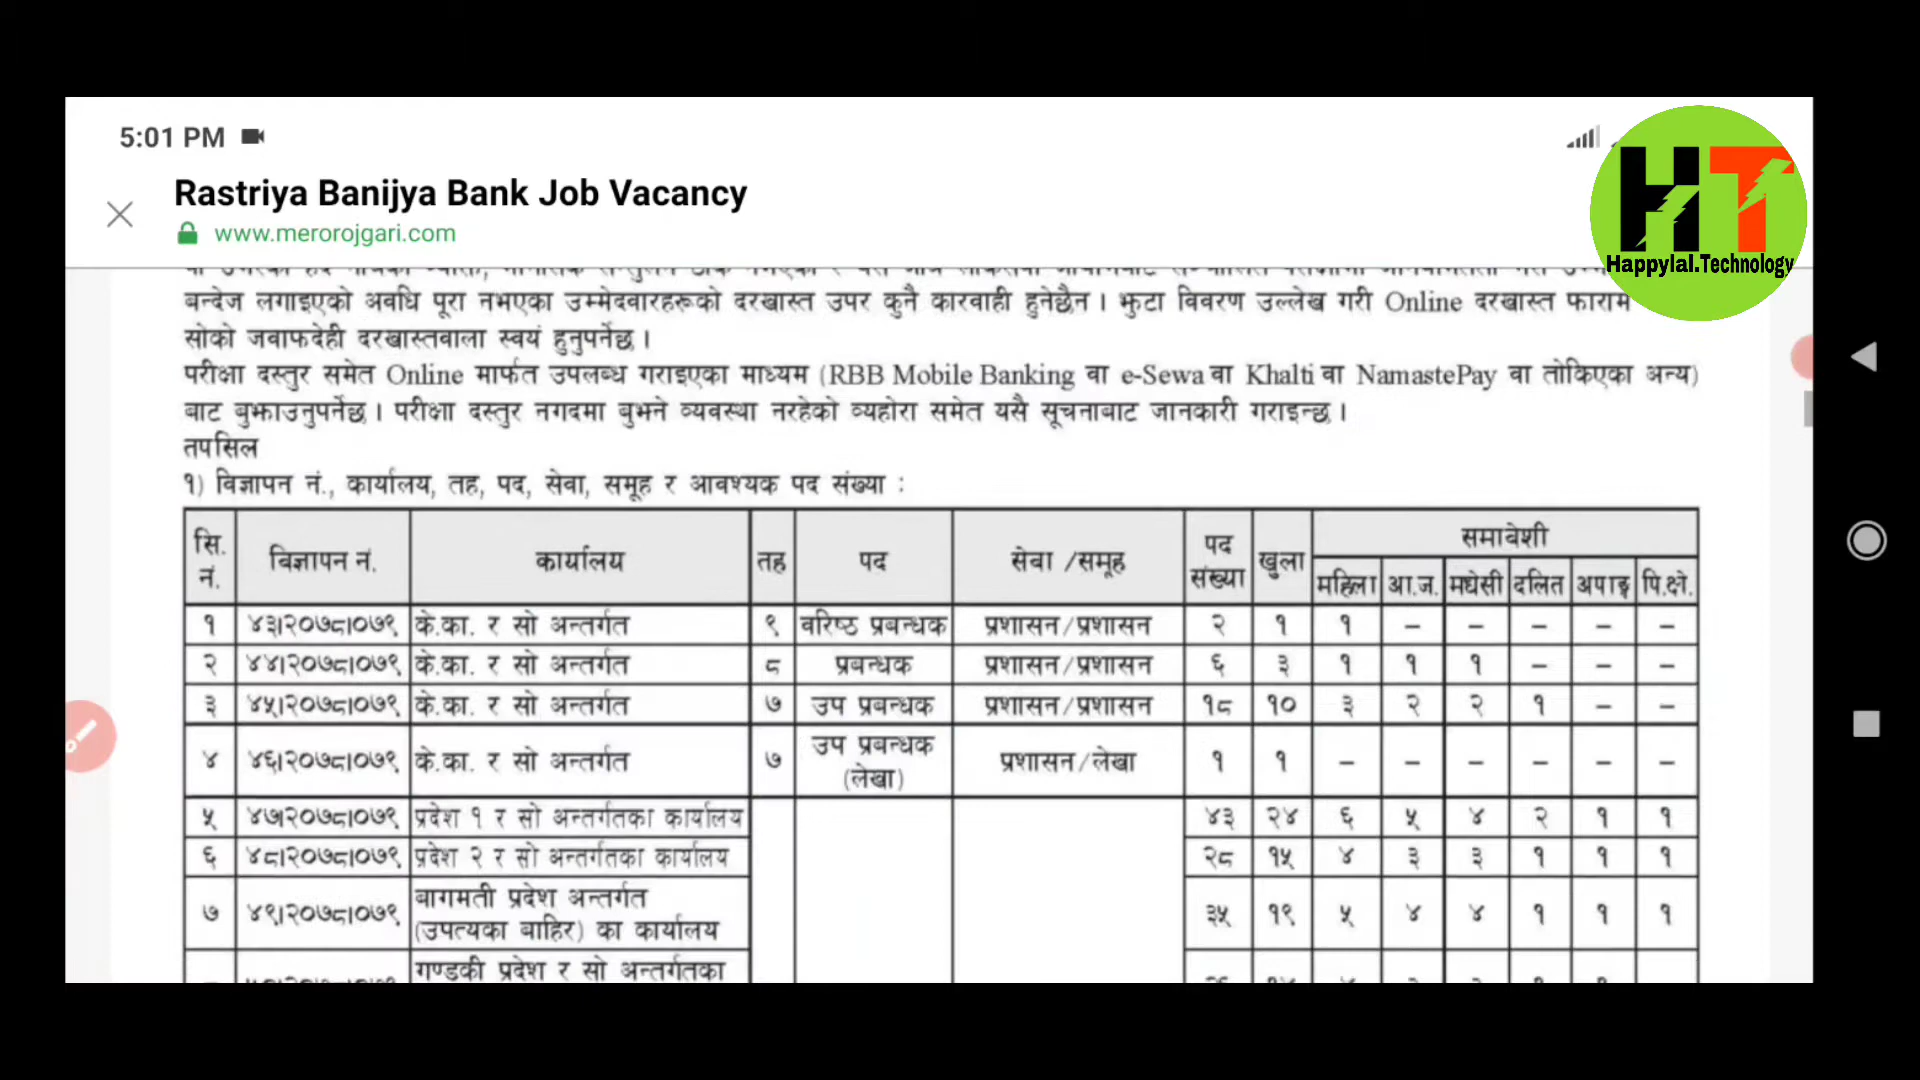 5:01 PM
Rastriya Banijya Bank Job Vacancy
www.merorojgari.com
HT
Happylal.Technology
बन्देज लगाइएको अवधि पूरा नभएका उम्मेदवारहरूको दरखास्त उपर कुनै कारवाही हुनेछैन । झुटा विवरण उल्लेख गरी Online दरखास्त फाराम
सोको जवाफदेही दरखास्तवाला स्वयं हुनुपर्नेछ ।
परीक्षा दस्तुर समेत Online मार्फत उपलब्ध गराइएका माध्यम (RBB Mobile Banking वा e-Sewa वा Khalti वा NamastePay वा तोकिएका अन्य)
बाट बुझाउनुपर्नेछ । परीक्षा दस्तुर नगदमा बुझ्ने व्यवस्था नरहेको व्यहोरा समेत यसै सूचनाबाट जानकारी गराइन्छ ।
तपसिल
१) विज्ञापन नं., कार्यालय, तह, पद, सेवा, समूह र आवश्यक पद संख्या :
सि. नं. विज्ञापन नं. कार्यालय तह पद सेवा /समूह पद संख्या खुला समावेशी
महिला आ.ज. मधेसी दलित अपाङ्ग पि.क्षे.
१ ४३।२०७८।०७९ के.का. र सो अन्तर्गत ९ वरिष्ठ प्रबन्धक प्रशासन/प्रशासन २ १ १ – – – – –
२ ४४।२०७८।०७९ के.का. र सो अन्तर्गत ८ प्रबन्धक प्रशासन/प्रशासन ६ ३ १ १ १ – – –
३ ४५।२०७८।०७९ के.का. र सो अन्तर्गत ७ उप प्रबन्धक प्रशासन/प्रशासन १८ १० ३ २ २ १ – –
४ ४६।२०७८।०७९ के.का. र सो अन्तर्गत ७ उप प्रबन्धक (लेखा) प्रशासन/लेखा १ १ – – – – – –
५ ४७।२०७८।०७९ प्रदेश १ र सो अन्तर्गतका कार्यालय ४३ २४ ६ ५ ४ २ १ १
६ ४८।२०७८।०७९ प्रदेश २ र सो अन्तर्गतका कार्यालय २८ १५ ४ ३ ३ १ १ १
७ ४९।२०७८।०७९ बागमती प्रदेश अन्तर्गत (उपत्यका बाहिर) का कार्यालय ३५ १९ ५ ४ ४ १ १ १
गण्डकी प्रदेश र सो अन्तर्गतका